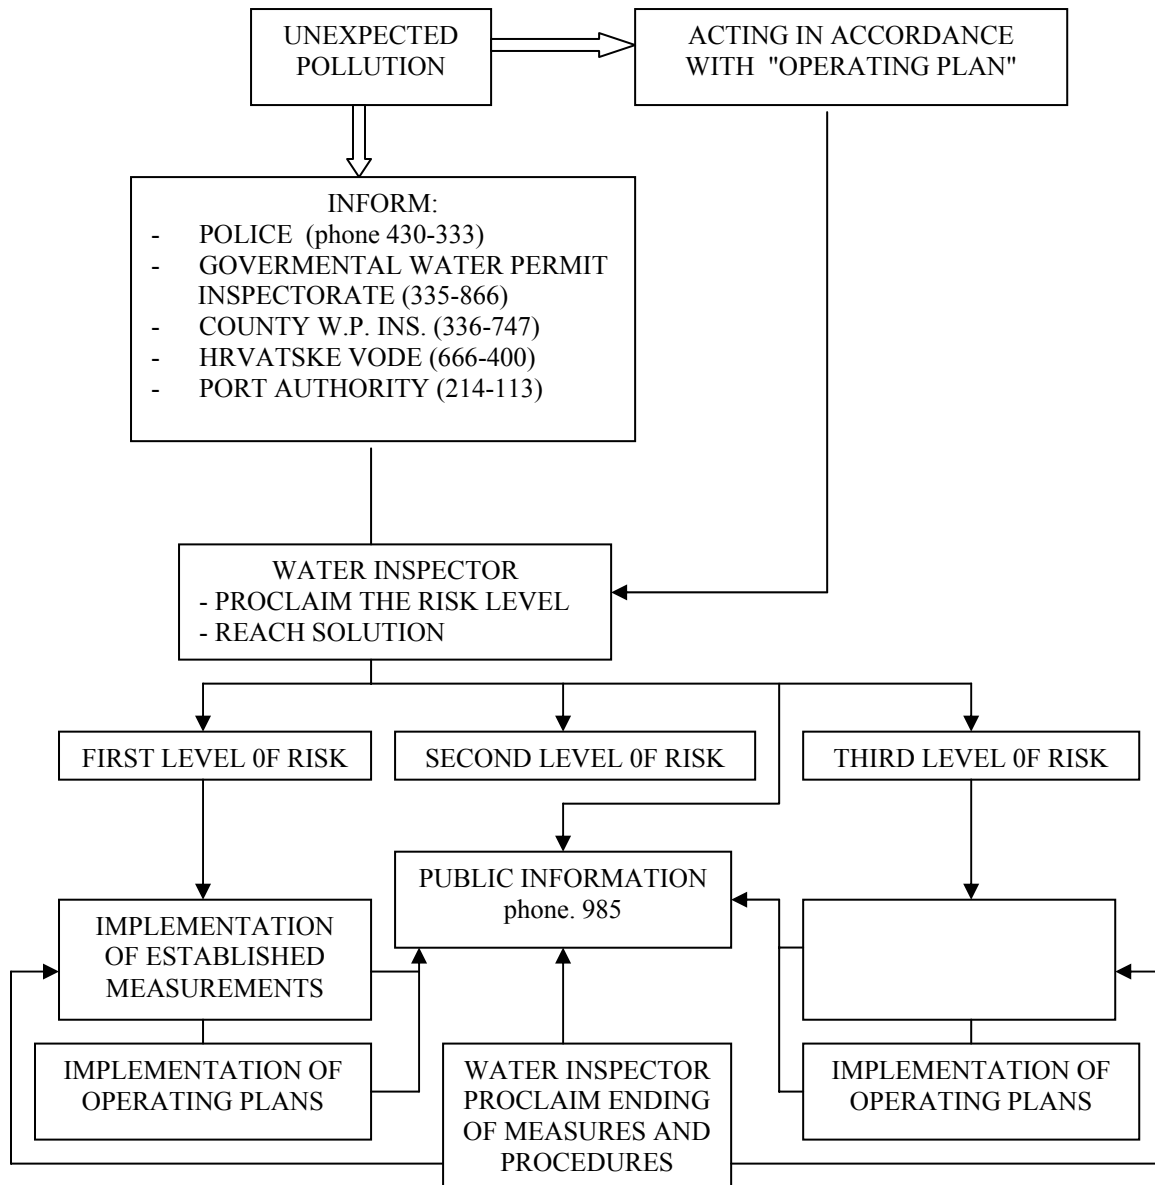 UNEXPECTED
POLLUTION
ACTING IN ACCORDANCE
WITH "OPERATING PLAN"
INFORM:
- POLICE (phone 430-333)
- GOVERMENTAL WATER PERMIT
INSPECTORATE (335-866)
- COUNTY W.P. INS. (336-747)
- HRVATSKE VODE (666-400)
- PORT AUTHORITY (214-113)
WATER INSPECTOR
- PROCLAIM THE RISK LEVEL
- REACH SOLUTION
FIRST LEVEL 0F RISK
SECOND LEVEL 0F RISK
THIRD LEVEL 0F RISK
PUBLIC INFORMATION
phone. 985
IMPLEMENTATION
OF ESTABLISHED
MEASUREMENTS
IMPLEMENTATION OF
OPERATING PLANS
WATER INSPECTOR
PROCLAIM ENDING
OF MEASURES AND
PROCEDURES
IMPLEMENTATION OF
OPERATING PLANS